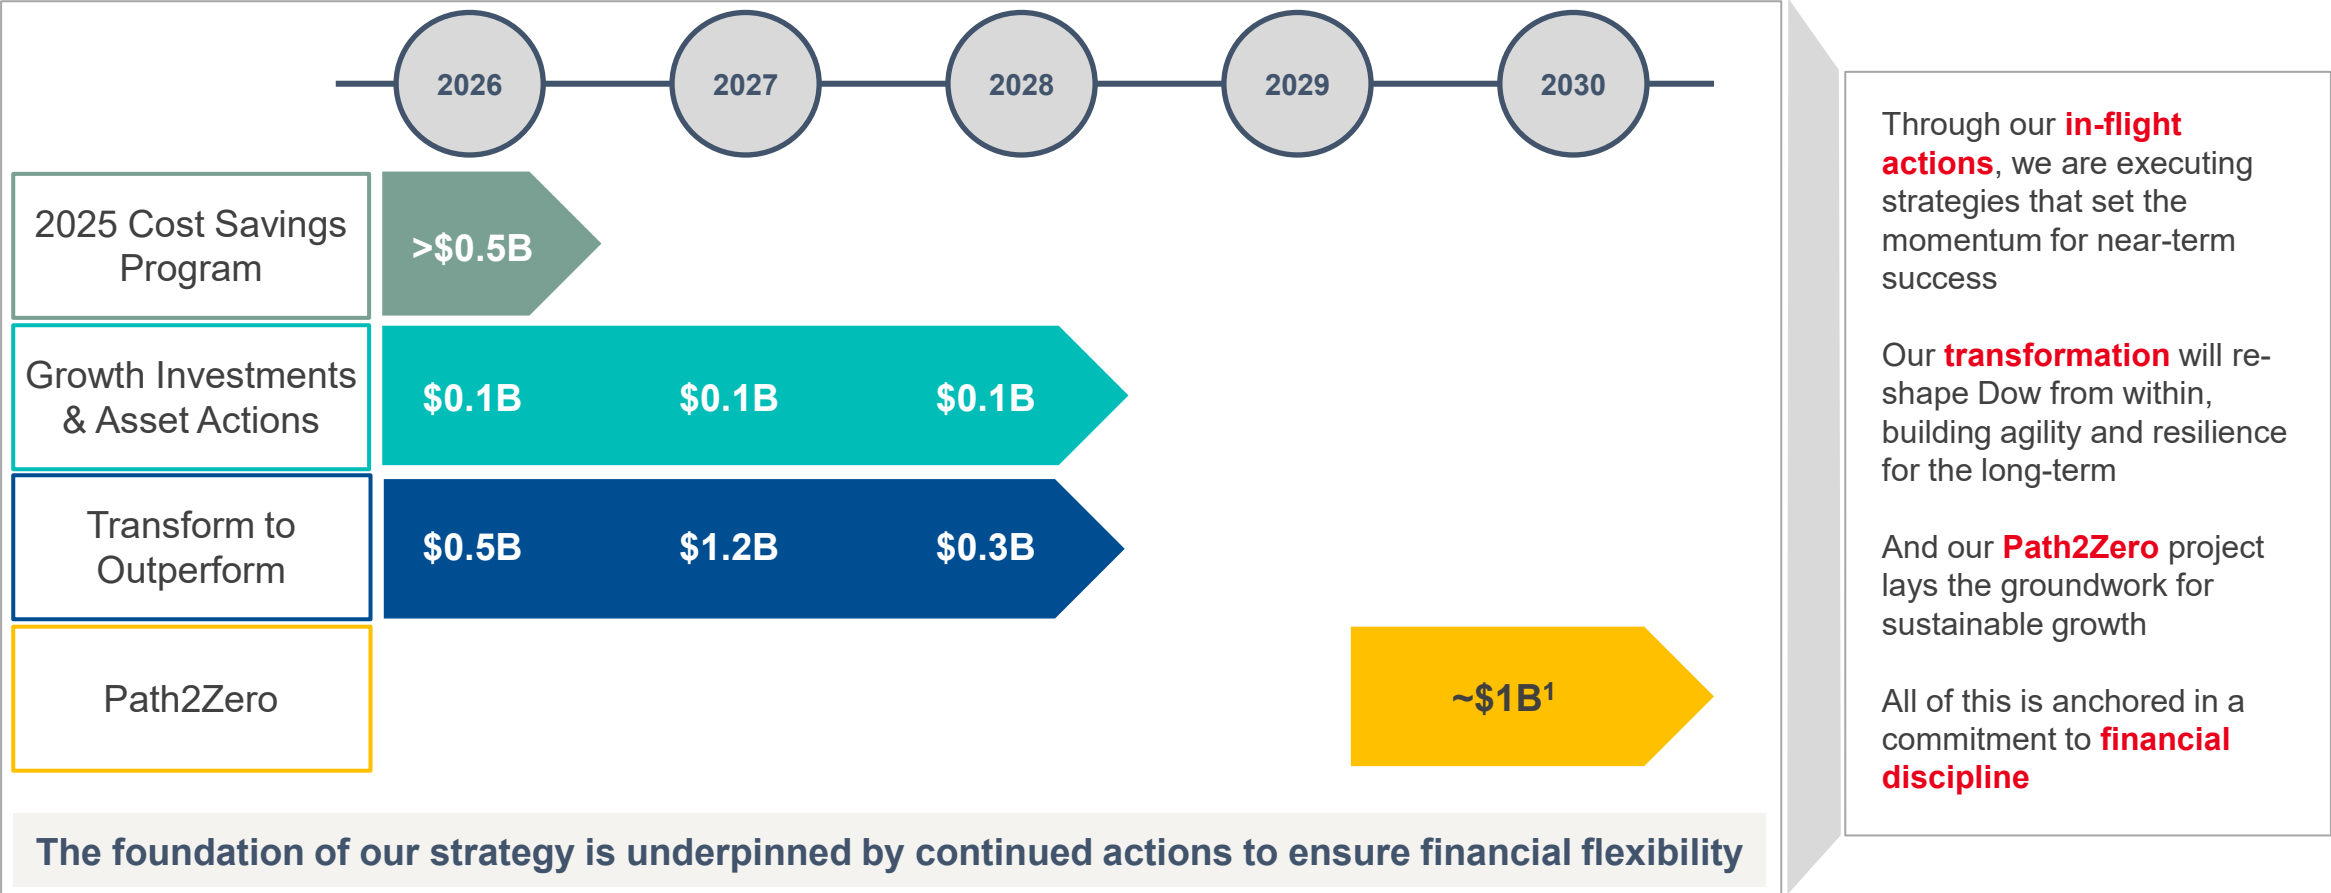 2026 2027 2028 2029 2030
2025 Cost Savings
Program
>$0.5B
Growth Investments
& Asset Actions
$0.1B $0.1B $0.1B
Transform to
Outperform
$0.5B $1.2B $0.3B
Path2Zero
~$1B¹
The foundation of our strategy is underpinned by continued actions to ensure financial flexibility
Through our in-flight
actions, we are executing
strategies that set the
momentum for near-term
success
Our transformation will re-
shape Dow from within,
building agility and resilience
for the long-term
And our Path2Zero project
lays the groundwork for
sustainable growth
All of this is anchored in a
commitment to financial
discipline